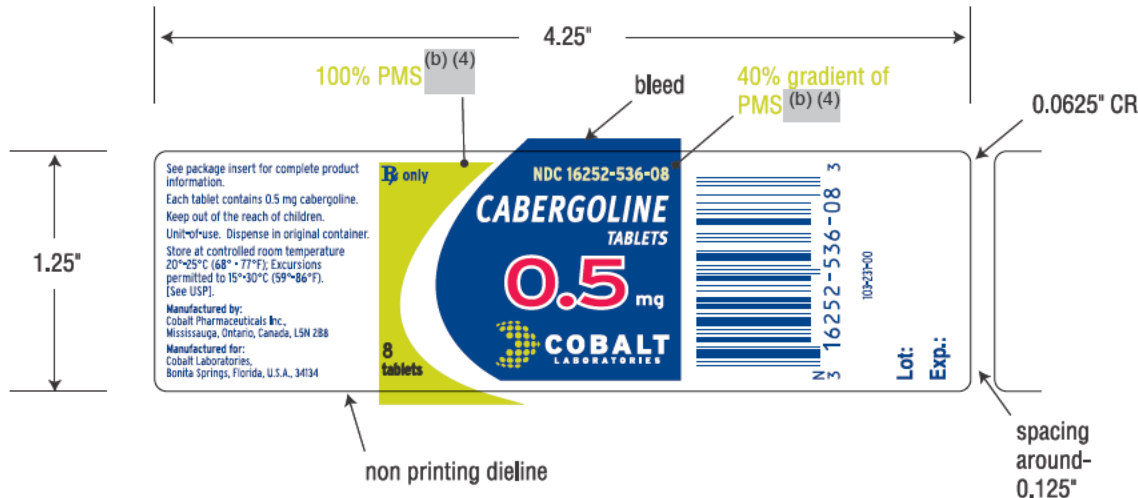 4.25"
100% PMS (b) (4)
bleed
40% gradient of
PMS (b) (4)
0.0625" CR
1.25"
See package insert for complete product
information.
Each tablet contains 0.5 mg cabergoline.
Keep out of the reach of children.
Unit-of-use. Dispense in original container.
Store at controlled room temperature
20°-25°C (68° - 77°F); Excursions
permitted to 15°-30°C (59°-86°F).
[See USP].
Manufactured by:
Cobalt Pharmaceuticals Inc.,
Mississauga, Ontario, Canada, L5N 2B8
Manufactured for:
Cobalt Laboratories,
Bonita Springs, Florida, U.S.A., 34134
℞ only
8
tablets
NDC 16252-536-08
CABERGOLINE
TABLETS
0.5 mg
COBALT
LABORATORIES
N
3 16252-536-08 3
103-231-00
Lot:
Exp.:
non printing dieline
spacing
around-
0.125"